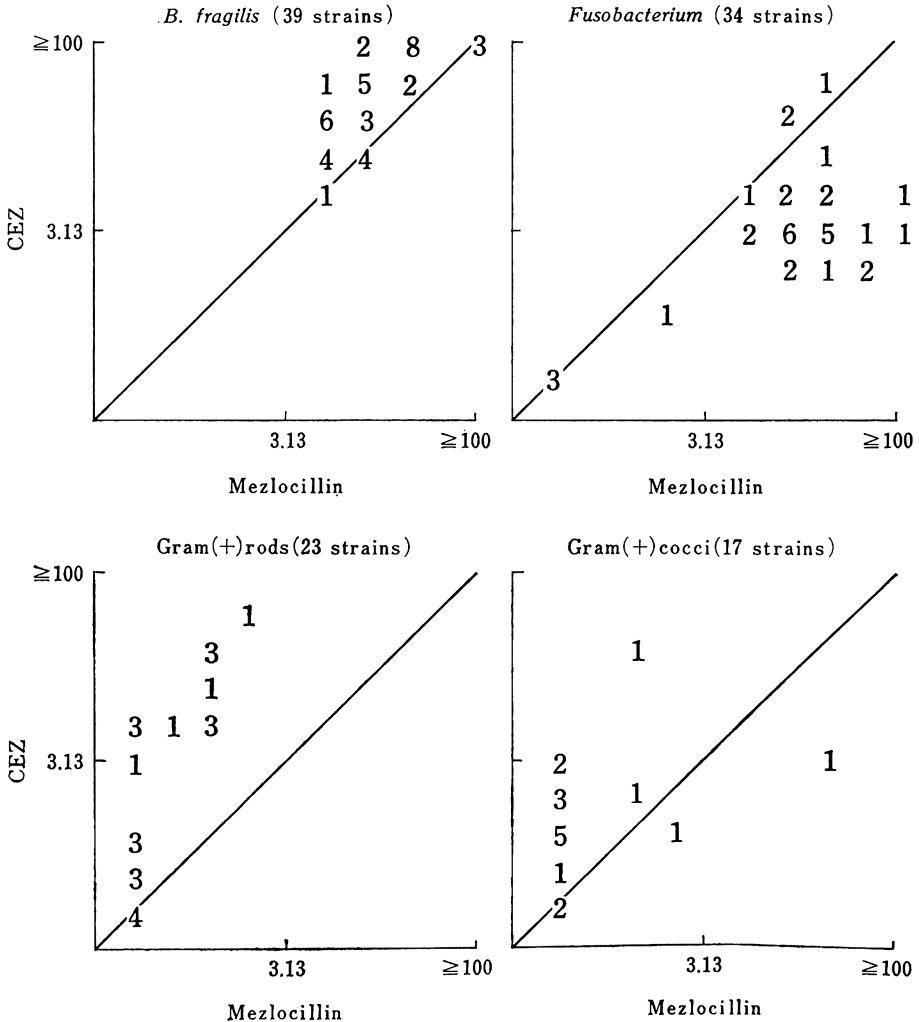 B. fragilis (39 strains)
≧100
2 8 3
1 5 2
6 3
4 4
1
CEZ
3.13
3.13 ≧100
Mezlocillin
Fusobacterium (34 strains)
1
2
1
1 2 2 1
2 6 5 1 1
2 1 2
1
3
3.13 ≧100
Mezlocillin
Gram(+)rods(23 strains)
≧100
1
3
1
3 1 3
CEZ
3.13
1
3
3
4
3.13 ≧100
Mezlocillin
Gram(+)cocci(17 strains)
1
2 1
3 1
5 1
1
2
3.13 ≧100
Mezlocillin